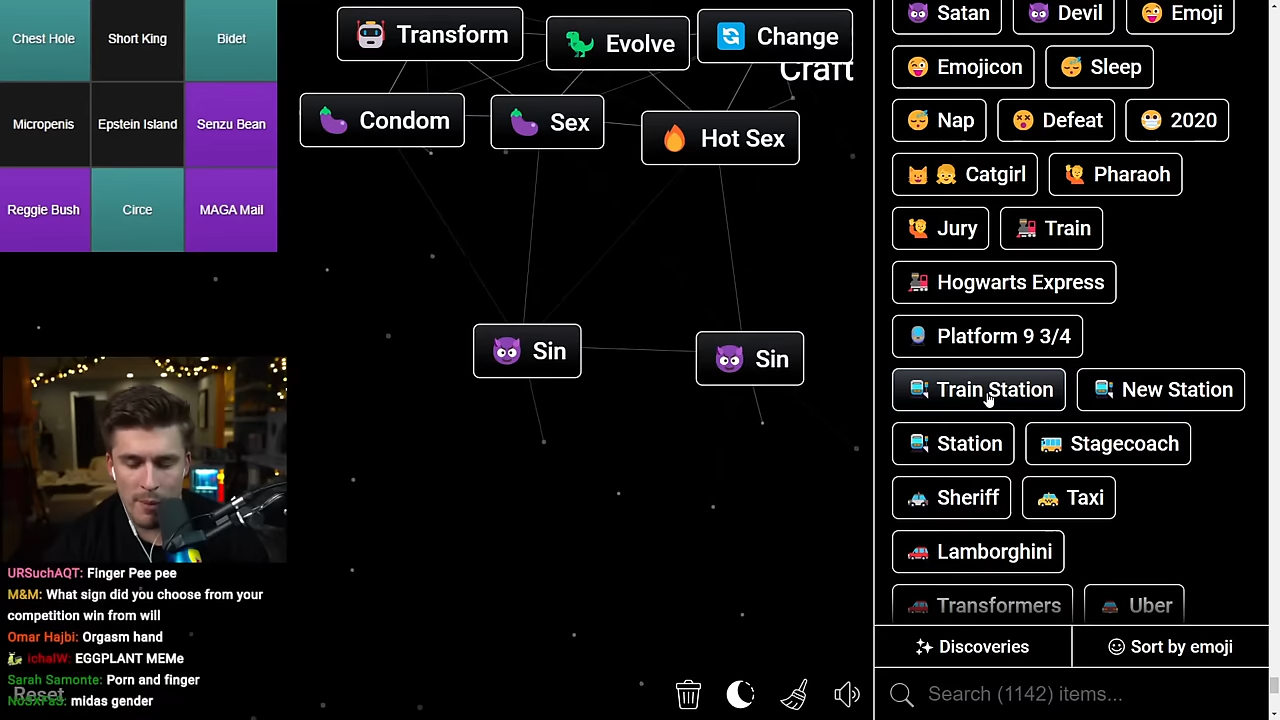 Chest Hole
Short King
Bidet
Micropenis
Epstein Island
Senzu Bean
Reggie Bush
Circe
MAGA Mail
Transform
Evolve
Change
Craft
Condom
Sex
Hot Sex
Sin
Sin
URSuchAQT: FInger Pee pee
M&M: What sign did you choose from your
competition win from will
Omar Hajbi: Orgasm hand
ichalW: EGGPLANT MEMe
Sarah Samonte: Porn and finger
NoSxFas: midas gender
Reset
Satan
Devil
Emoji
Emojicon
Sleep
Nap
Defeat
2020
Catgirl
Pharaoh
Jury
Train
Hogwarts Express
Platform 9 3/4
Train Station
New Station
Station
Stagecoach
Sheriff
Taxi
Lamborghini
Transformers
Uber
Discoveries
Sort by emoji
Search (1142) items...